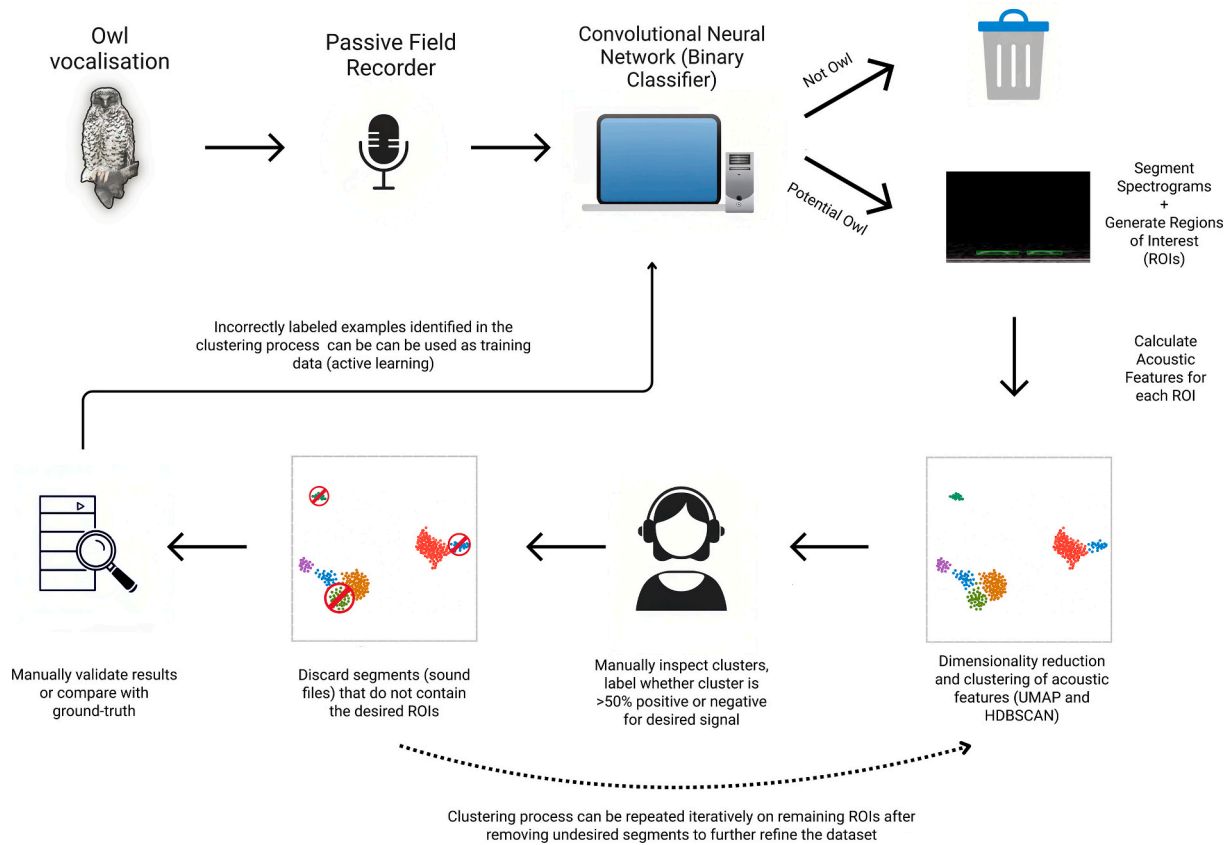 Owl
vocalisation
Passive Field
Recorder
Convolutional Neural
Network (Binary
Classifier)
Not Owl
Potential Owl
Segment
Spectrograms
+
Generate Regions
of Interest
(ROIs)
Incorrectly labeled examples identified in the
clustering process can be can be used as training
data (active learning)
Calculate
Acoustic
Features for
each ROI
Manually validate results
or compare with
ground-truth
Discard segments (sound
files) that do not contain
the desired ROIs
Manually inspect clusters,
label whether cluster is
>50% positive or negative
for desired signal
Dimensionality reduction
and clustering of acoustic
features (UMAP and
HDBSCAN)
Clustering process can be repeated iteratively on remaining ROIs after
removing undesired segments to further refine the dataset